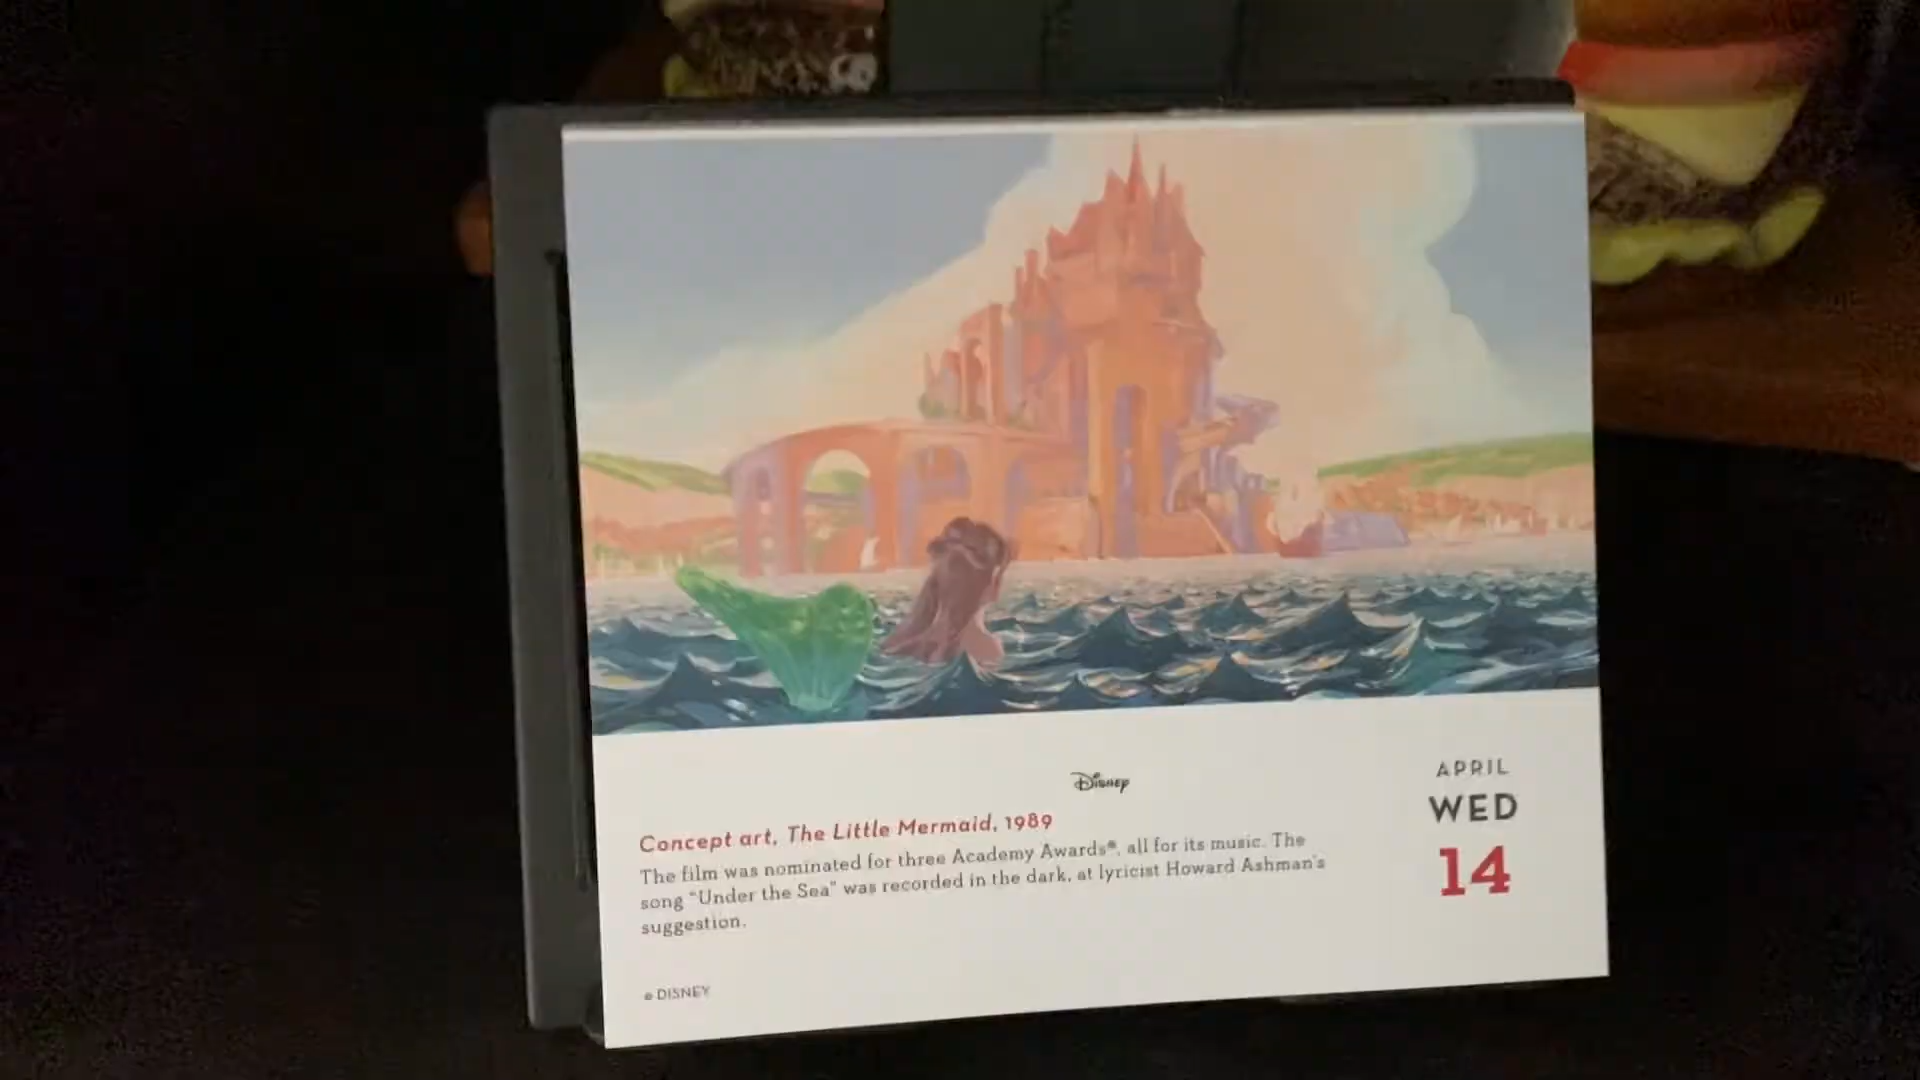 Disney
Concept art, The Little Mermaid, 1989
The film was nominated for three Academy Awards®, all for its music. The
song “Under the Sea” was recorded in the dark, at lyricist Howard Ashman's
suggestion.
© DISNEY
APRIL
WED
14